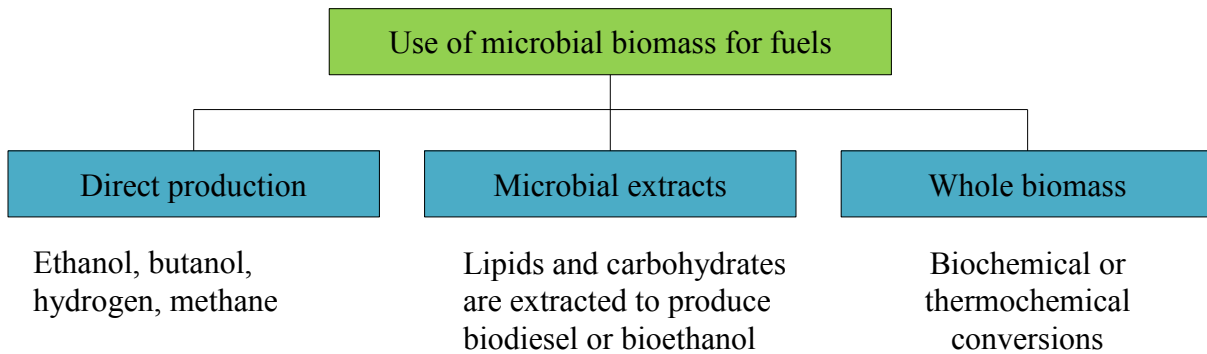 Use of microbial biomass for fuels
Direct production
Ethanol, butanol,
hydrogen, methane
Microbial extracts
Lipids and carbohydrates
are extracted to produce
biodiesel or bioethanol
Whole biomass
Biochemical or
thermochemical
conversions